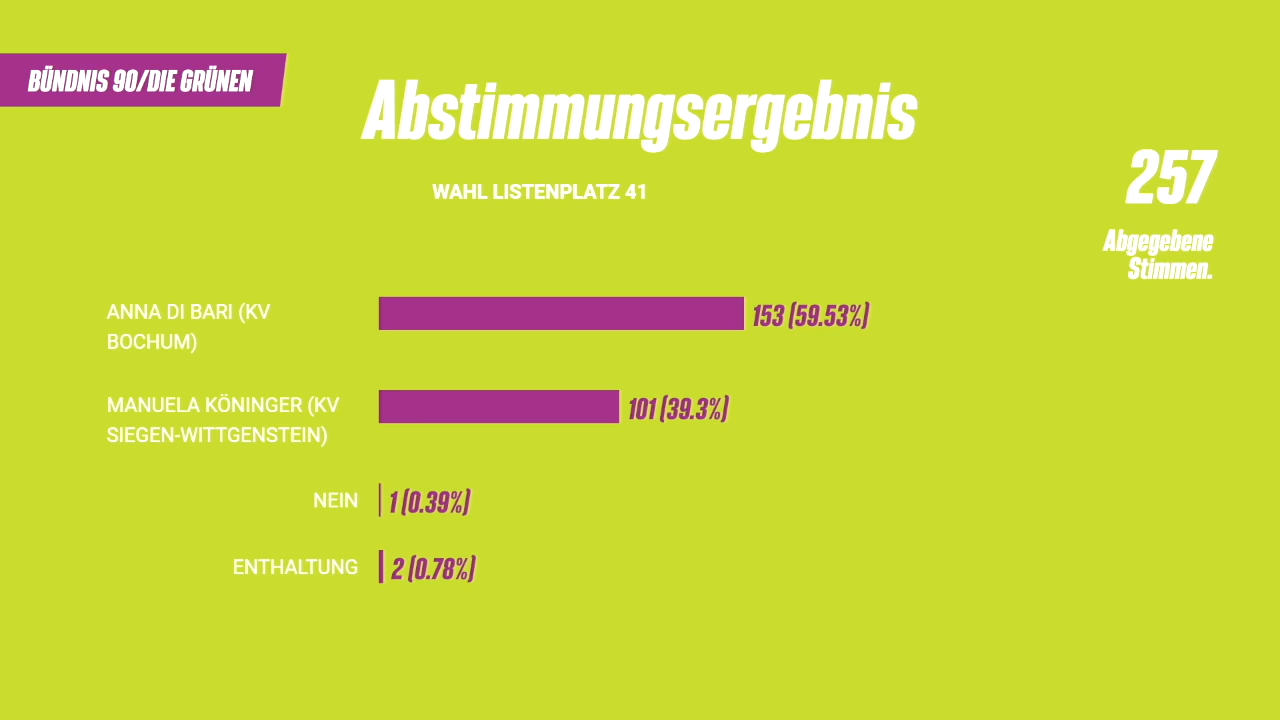 BÜNDNIS 90/DIE GRÜNEN
Abstimmungsergebnis
WAHL LISTENPLATZ 41
257
Abgegebene
Stimmen.
ANNA DI BARI (KV
BOCHUM)
153 (59.53%)
MANUELA KÖNINGER (KV
SIEGEN-WITTGENSTEIN)
101 (39.3%)
NEIN
1 (0.39%)
ENTHALTUNG
2 (0.78%)